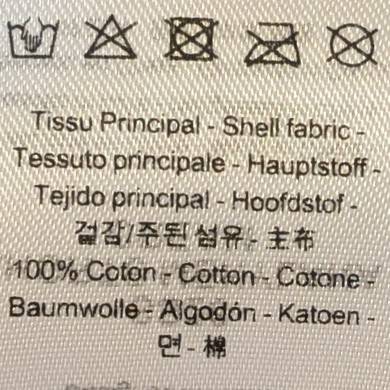 Tissu Principal - Shell fabric -
Tessuto principale - Hauptstoff -
Tejido principal - Hoofdstof -
겉감/주된 섬유 - 主布
100% Coton - Cotton - Cotone -
Baumwolle - Algodón - Katoen -
면 - 棉